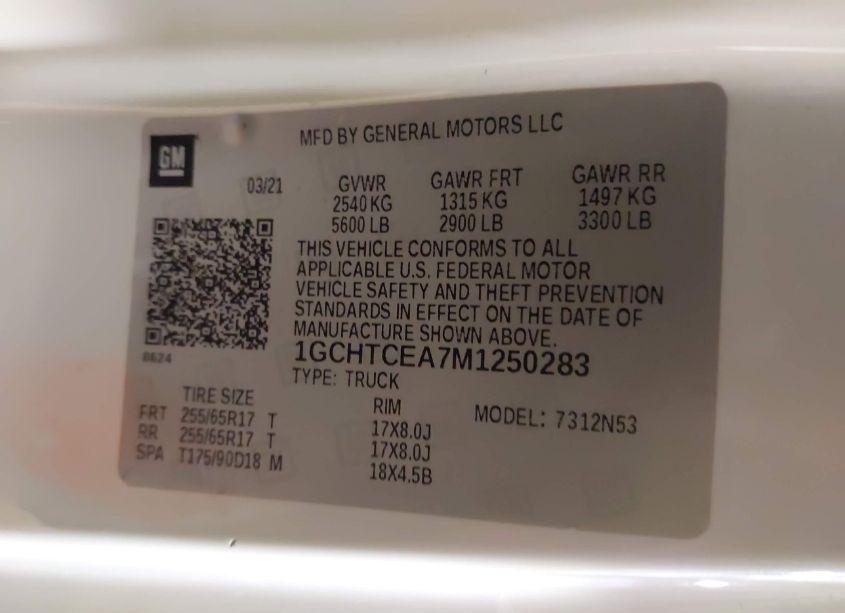 GM
MFD BY GENERAL MOTORS LLC
03/21
GVWR GAWR FRT GAWR RR
2540 KG 1315 KG 1497 KG
5600 LB 2900 LB 3300 LB
THIS VEHICLE CONFORMS TO ALL
APPLICABLE U.S. FEDERAL MOTOR
VEHICLE SAFETY AND THEFT PREVENTION
STANDARDS IN EFFECT ON THE DATE OF
MANUFACTURE SHOWN ABOVE.
8624
1GCHTCEA7M1250283
TYPE: TRUCK
TIRE SIZE RIM MODEL: 7312N53
FRT 255/65R17 T 17X8.0J
RR 255/65R17 T 17X8.0J
SPA T175/90D18 M 18X4.5B